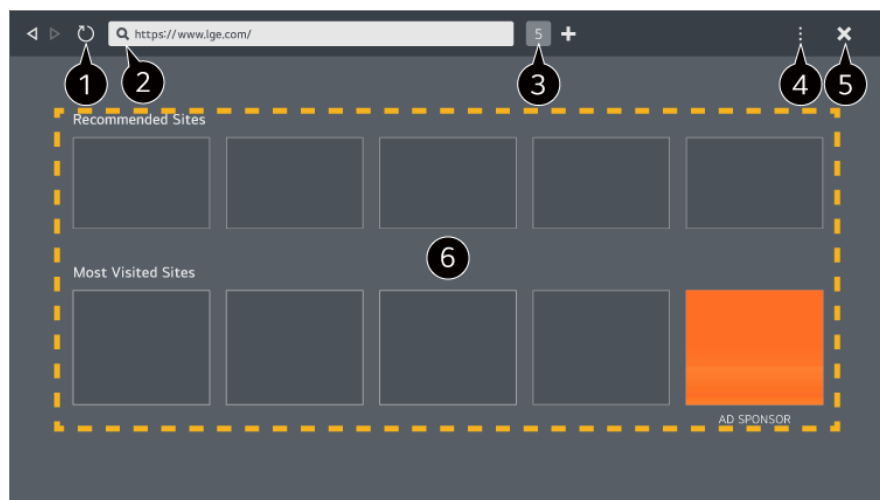 https://www.lge.com/ 5
1 2 3 4 5
Recommended Sites
6
Most Visited Sites
AD SPONSOR